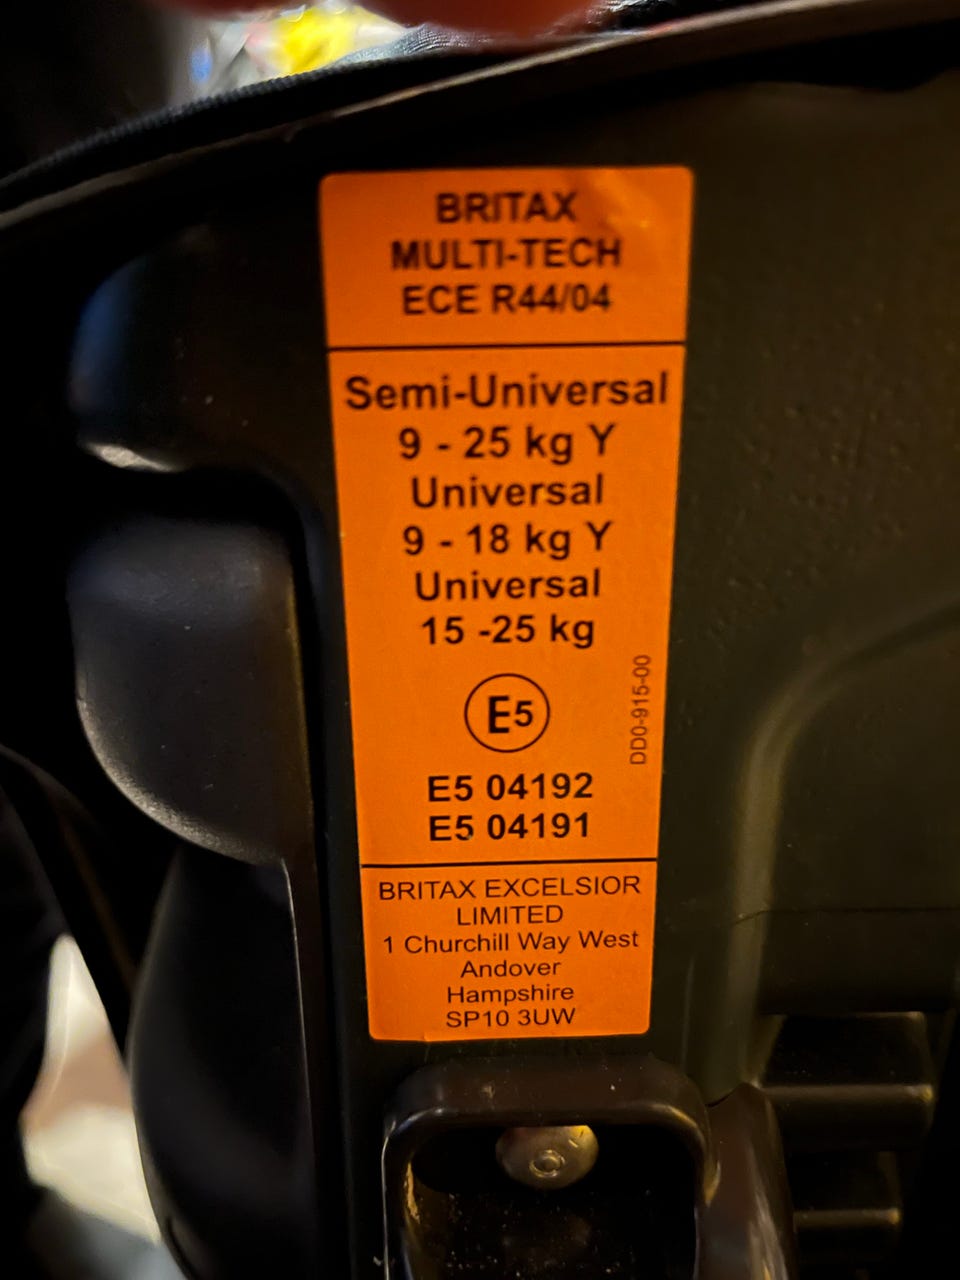 BRITAX
MULTI-TECH
ECE R44/04
Semi-Universal
9 - 25 kg Y
Universal
9 - 18 kg Y
Universal
15 -25 kg
E5
DD0-915-00
E5 04192
E5 04191
BRITAX EXCELSIOR
LIMITED
1 Churchill Way West
Andover
Hampshire
SP10 3UW